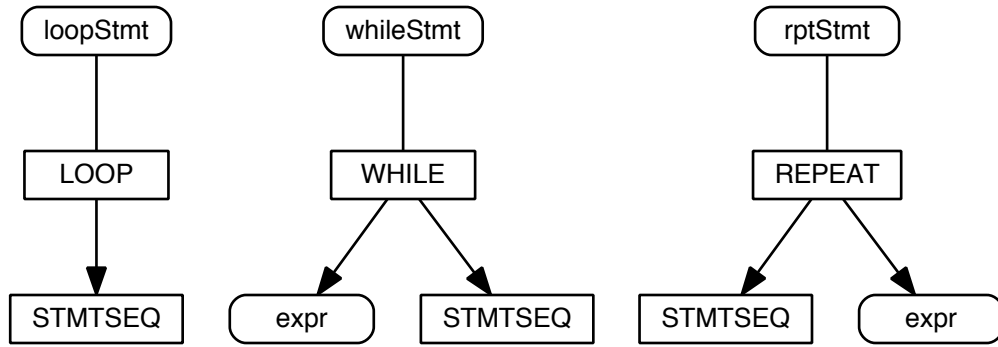 loopStmt whileStmt rptStmt
LOOP WHILE REPEAT
STMTSEQ expr STMTSEQ STMTSEQ expr